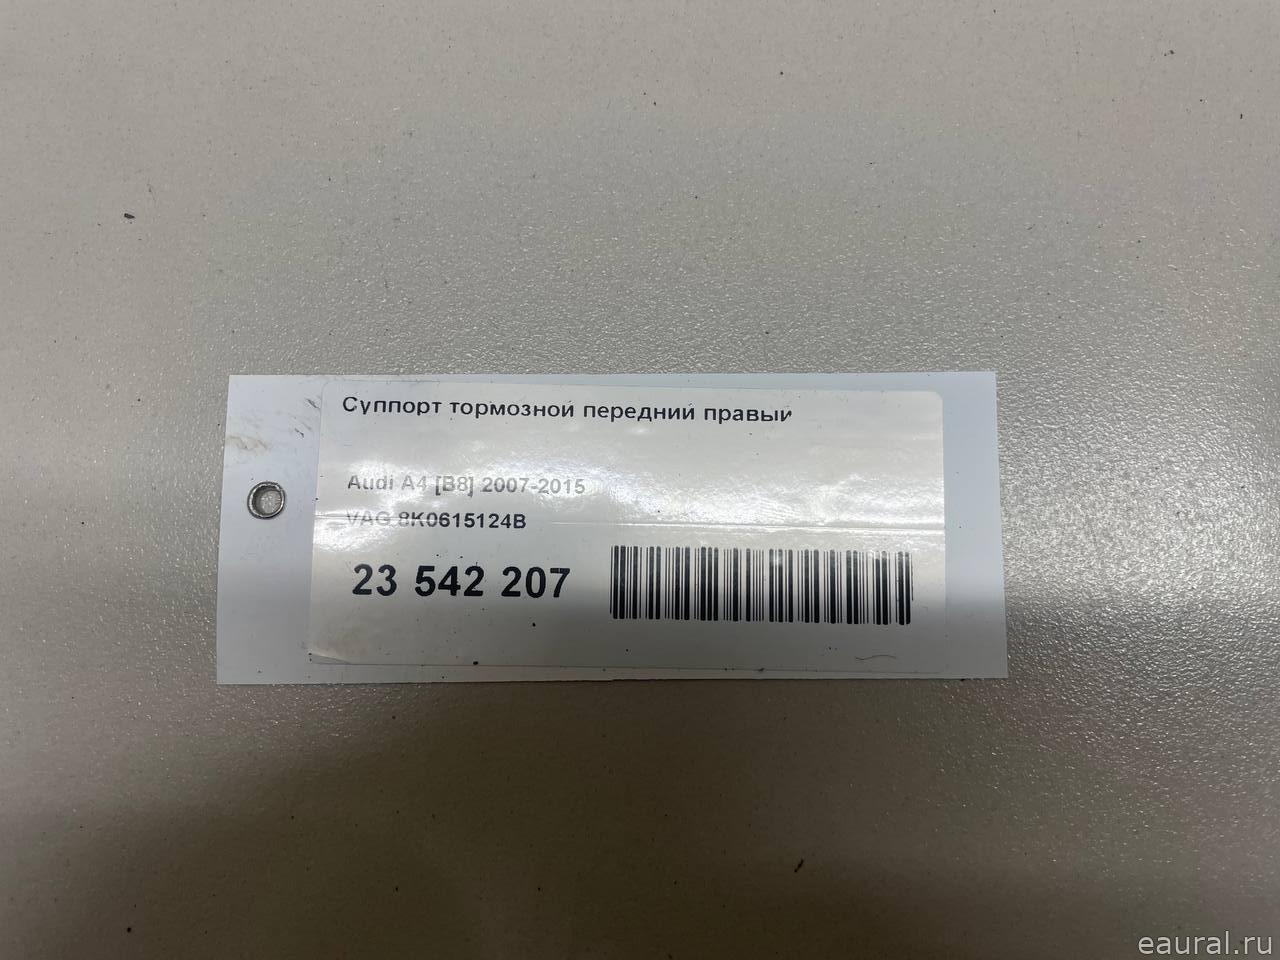 Суппорт тормозной передний правый
Audi A4 [B8] 2007-2015
VAG 8K0615124B
23 542 207
eaural.ru